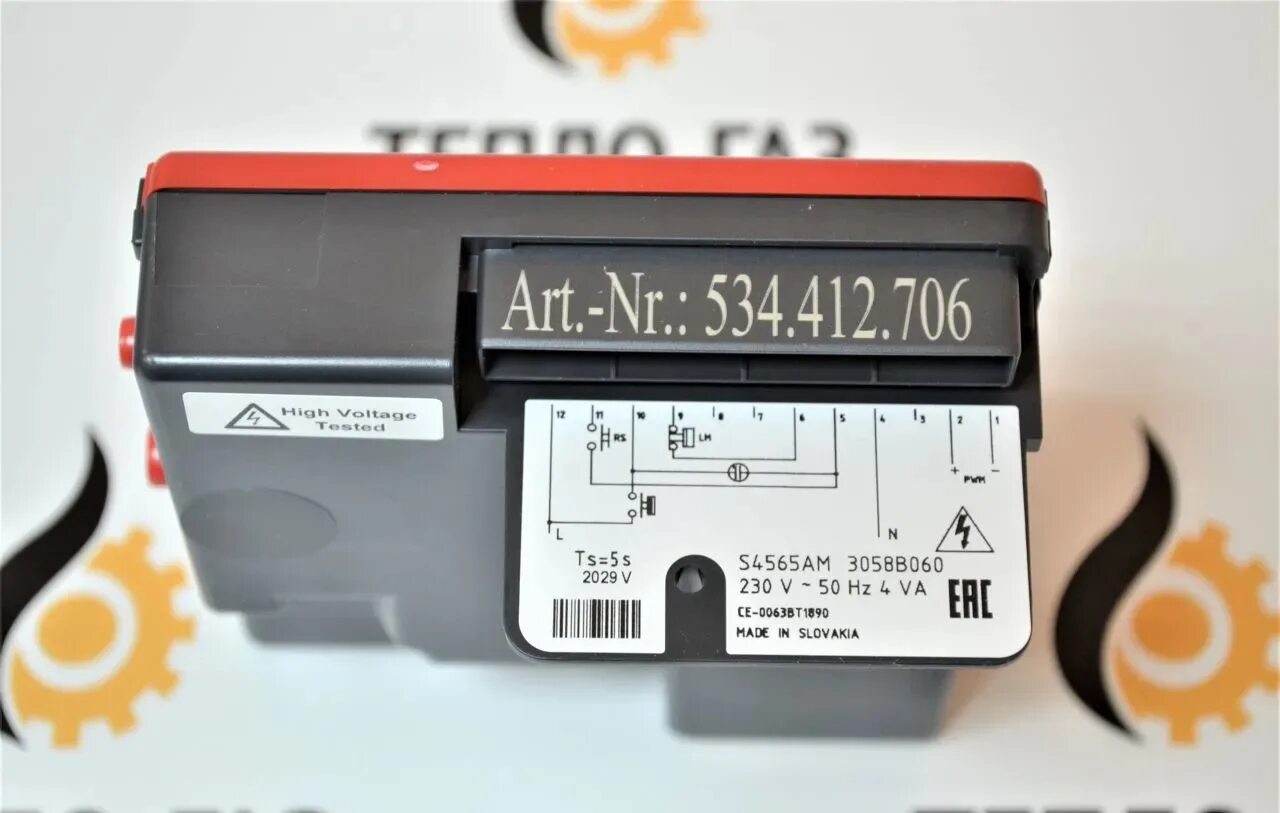 ТЕПЛО ГАЗ
Art.-Nr.: 534.412.706
High Voltage
Tested
12 11 10 9 8 7 6 5 4 3 2 1
RS LM
+ PWM −
L N
Ts=5s
2029 V
S4565AM 3058B060
230 V ~ 50 Hz 4 VA
CE-0063BT1890
MADE IN SLOVAKIA
EAC